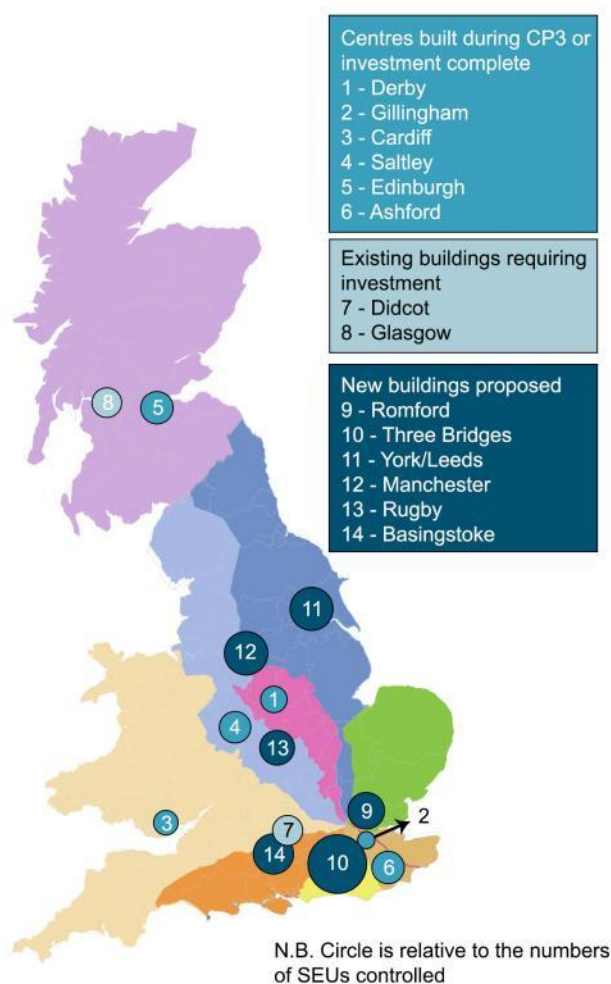 Centres built during CP3 or
investment complete
1 - Derby
2 - Gillingham
3 - Cardiff
4 - Saltley
5 - Edinburgh
6 - Ashford
Existing buildings requiring
investment
7 - Didcot
8 - Glasgow
New buildings proposed
9 - Romford
10 - Three Bridges
11 - York/Leeds
12 - Manchester
13 - Rugby
14 - Basingstoke
8
5
11
12
1
4
13
9
2
3
7
14
10
6
N.B. Circle is relative to the numbers
of SEUs controlled